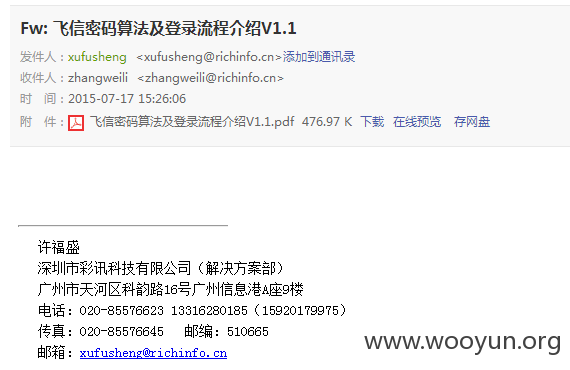 Fw: 飞信密码算法及登录流程介绍V1.1
发件人：xufusheng <xufusheng@richinfo.cn>添加到通讯录
收件人：zhangweili <zhangweili@richinfo.cn>
时 间：2015-07-17 15:26:06
附 件： 飞信密码算法及登录流程介绍V1.1.pdf 476.97 K 下载 在线预览 存网盘
许福盛
深圳市彩讯科技有限公司（解决方案部）
广州市天河区科韵路16号广州信息港A座9楼
电话：020-85576623 13316280185（15920179975）
传真：020-85576645 邮编：510665
邮箱：xufusheng@richinfo.cn
www.wooyun.org